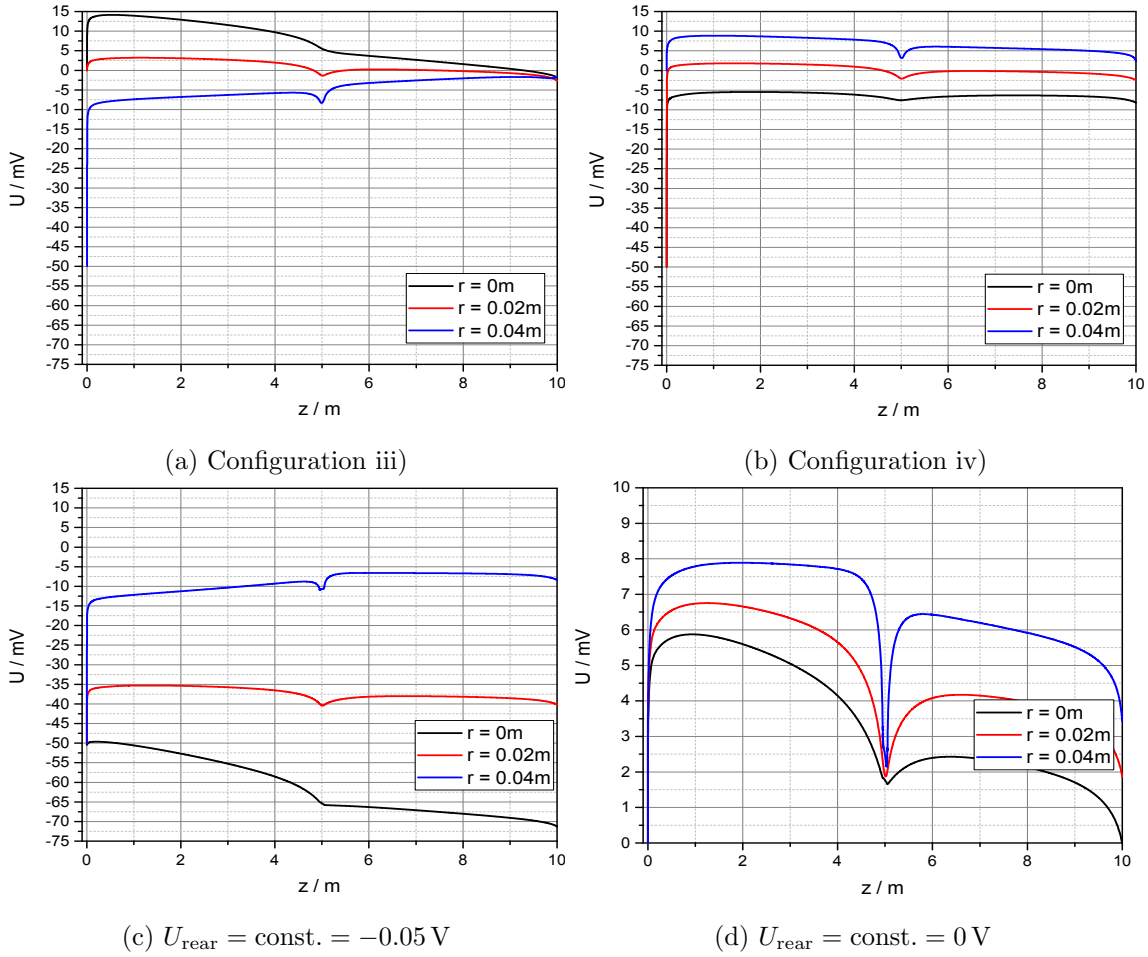 15
10
5
0
-5
-10
-15
-20
-25
-30
-35
-40
-45
-50
-55
-60
-65
-70
-75
U / mV
0 2 4 6 8 10
z / m
r = 0m
r = 0.02m
r = 0.04m
(a) Configuration iii)
15
10
5
0
-5
-10
-15
-20
-25
-30
-35
-40
-45
-50
-55
-60
-65
-70
-75
U / mV
0 2 4 6 8 10
z / m
r = 0m
r = 0.02m
r = 0.04m
(b) Configuration iv)
15
10
5
0
-5
-10
-15
-20
-25
-30
-35
-40
-45
-50
-55
-60
-65
-70
-75
U / mV
0 2 4 6 8 10
z / m
r = 0m
r = 0.02m
r = 0.04m
(c) U_rear = const. = −0.05 V
10
9
8
7
6
5
4
3
2
1
0
U / mV
0 2 4 6 8 10
z / m
r = 0m
r = 0.02m
r = 0.04m
(d) U_rear = const. = 0 V